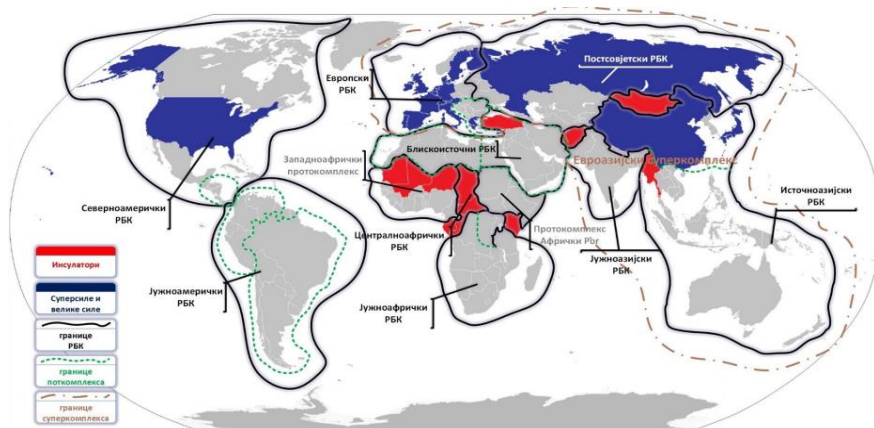 Постсовјетски РБК
Европски
РБК
Блискоисточни РБК
Западноафрички
протокомплекс
Евроазијски Суперкомплекс
Источноазијски
РБК
Северноамерички
РБК
Централноафрички
РБК
Протокомплекс
Афрички Рог
Јужноазијски
РБК
Јужноамерички
РБК
Јужноафрички
РБК
Инсулатори
Суперсиле и
велике силе
границе
РБК
границе
поткомплекса
границе
суперкомплекса